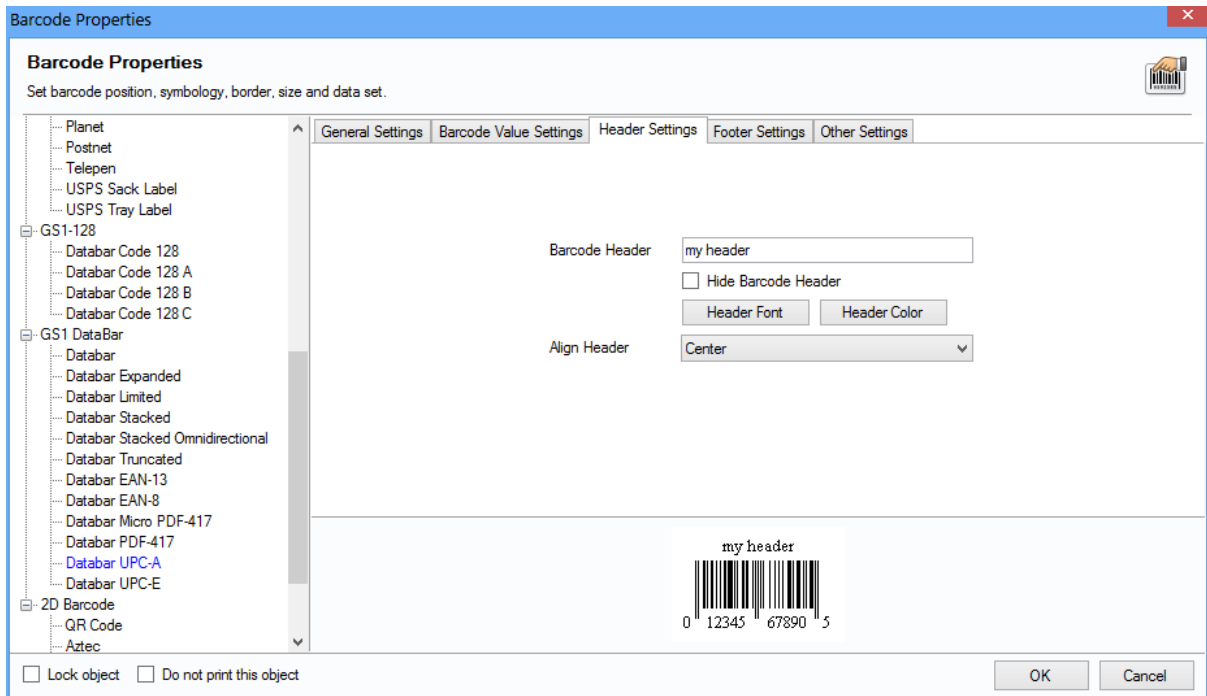 Barcode Properties
Barcode Properties
Set barcode position, symbology, border, size and data set.
Planet
Postnet
Telepen
USPS Sack Label
USPS Tray Label
GS1-128
Databar Code 128
Databar Code 128 A
Databar Code 128 B
Databar Code 128 C
GS1 DataBar
Databar
Databar Expanded
Databar Limited
Databar Stacked
Databar Stacked Omnidirectional
Databar Truncated
Databar EAN-13
Databar EAN-8
Databar Micro PDF-417
Databar PDF-417
Databar UPC-A
Databar UPC-E
2D Barcode
QR Code
Aztec
General Settings Barcode Value Settings Header Settings Footer Settings Other Settings
Barcode Header my header
Hide Barcode Header
Header Font Header Color
Align Header Center
my header
0 12345 67890 5
Lock object Do not print this object
OK Cancel